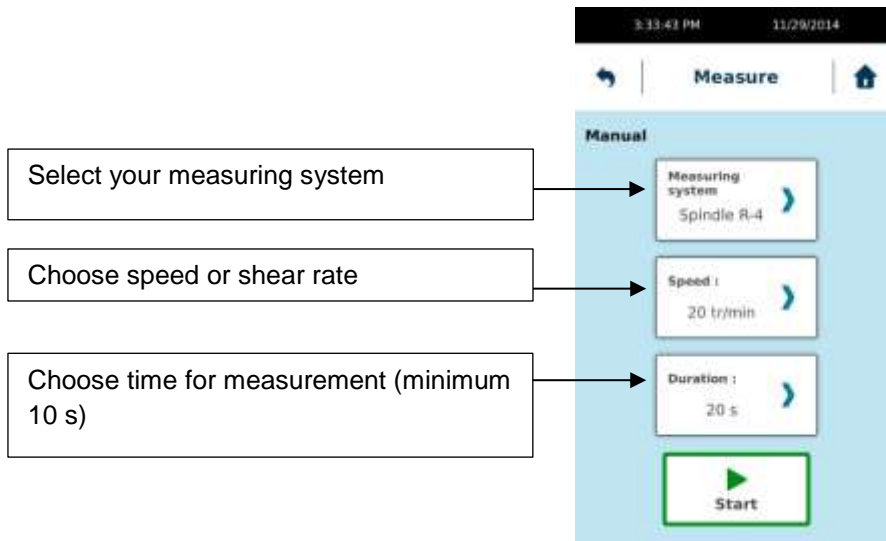 3:33:43 PM 11/29/2014
Measure
Manual
Select your measuring system
Measuring
system
Spindle R-4
Choose speed or shear rate
Speed :
20 tr/min
Choose time for measurement (minimum
10 s)
Duration :
20 s
Start